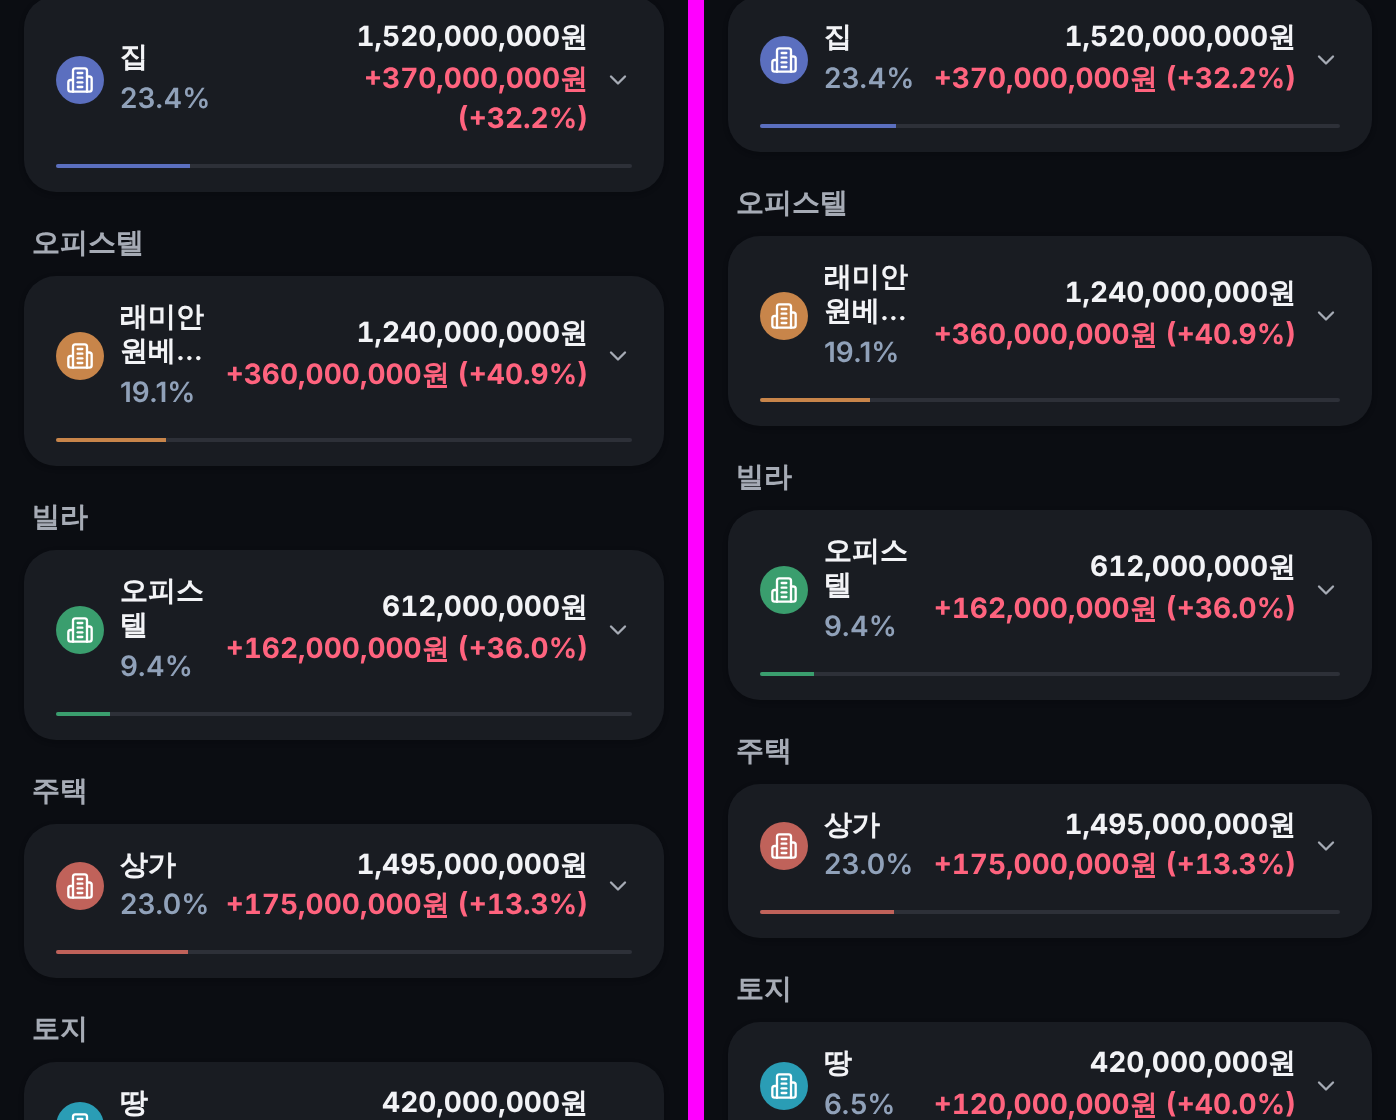 집
23.4%
1,520,000,000원
+370,000,000원
(+32.2%)
오피스텔
래미안
원베...
19.1%
1,240,000,000원
+360,000,000원 (+40.9%)
빌라
오피스
텔
9.4%
612,000,000원
+162,000,000원 (+36.0%)
주택
상가
23.0%
1,495,000,000원
+175,000,000원 (+13.3%)
토지
땅
420,000,000원
집
23.4%
1,520,000,000원
+370,000,000원 (+32.2%)
오피스텔
래미안
원베...
19.1%
1,240,000,000원
+360,000,000원 (+40.9%)
빌라
오피스
텔
9.4%
612,000,000원
+162,000,000원 (+36.0%)
주택
상가
23.0%
1,495,000,000원
+175,000,000원 (+13.3%)
토지
땅
6.5%
420,000,000원
+120,000,000원 (+40.0%)